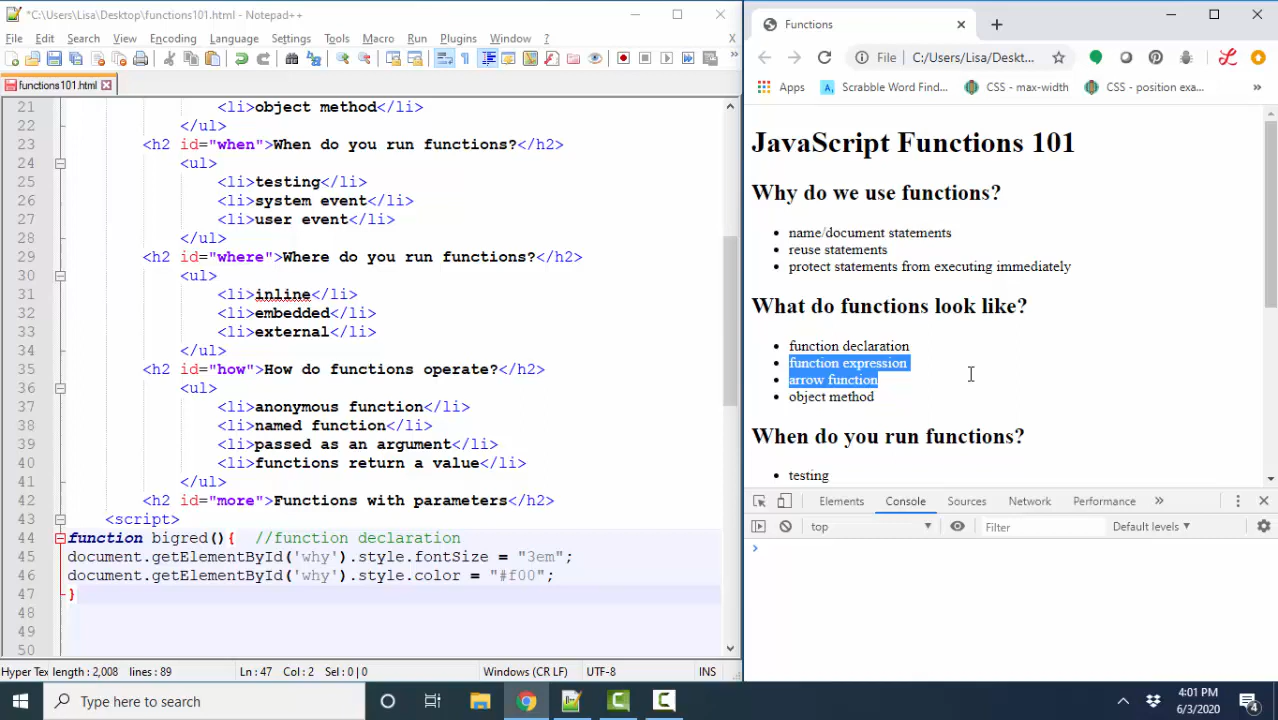 *C:\Users\Lisa\Desktop\functions101.html - Notepad++
File Edit Search View Encoding Language Settings Tools Macro Run Plugins Window ? X
functions101.html
21 <li>object method</li>
22 </ul>
23 <h2 id="when">When do you run functions?</h2>
24 <ul>
25 <li>testing</li>
26 <li>system event</li>
27 <li>user event</li>
28 </ul>
29 <h2 id="where">Where do you run functions?</h2>
30 <ul>
31 <li>inline</li>
32 <li>embedded</li>
33 <li>external</li>
34 </ul>
35 <h2 id="how">How do functions operate?</h2>
36 <ul>
37 <li>anonymous function</li>
38 <li>named function</li>
39 <li>passed as an argument</li>
40 <li>functions return a value</li>
41 </ul>
42 <h2 id="more">Functions with parameters</h2>
43 <script>
44 function bigred(){ //function declaration
45 document.getElementById('why').style.fontSize = "3em";
46 document.getElementById('why').style.color = "#f00";
47 }
48
49
50
Hyper Tex length : 2,008 lines : 89 Ln : 47 Col : 2 Sel : 0 | 0 Windows (CR LF) UTF-8 INS
Functions
File C:/Users/Lisa/Deskt...
Apps Scrabble Word Find... CSS - max-width CSS - position exa... »
JavaScript Functions 101
Why do we use functions?
• name/document statements
• reuse statements
• protect statements from executing immediately
What do functions look like?
• function declaration
• function expression
• arrow function
• object method
When do you run functions?
• testing
Elements Console Sources Network Performance »
top Filter Default levels
Type here to search
4:01 PM
6/3/2020
4